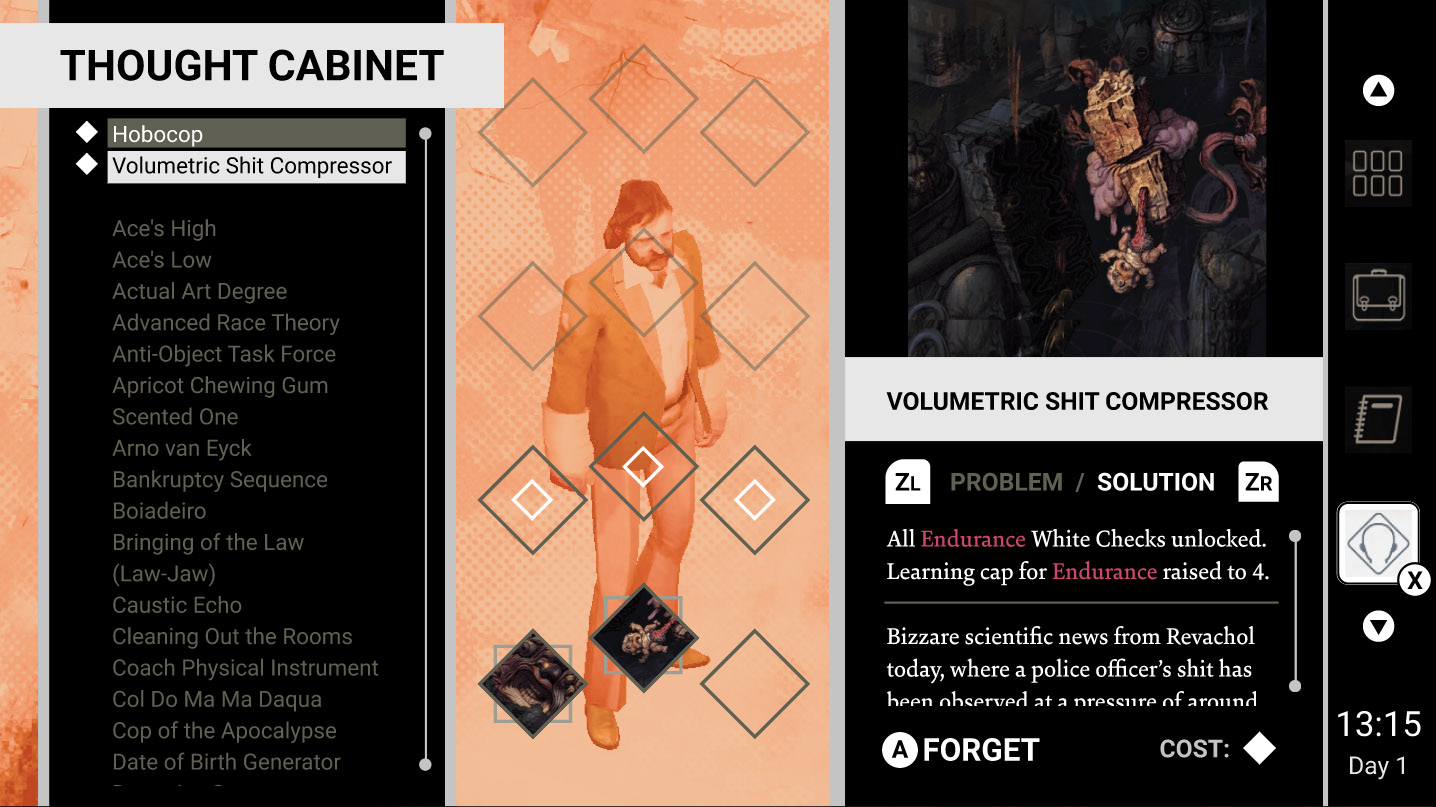 THOUGHT CABINET
Hobocop
Volumetric Shit Compressor
Ace's High
Ace's Low
Actual Art Degree
Advanced Race Theory
Anti-Object Task Force
Apricot Chewing Gum
Scented One
Arno van Eyck
Bankruptcy Sequence
Boiadeiro
Bringing of the Law
(Law-Jaw)
Caustic Echo
Cleaning Out the Rooms
Coach Physical Instrument
Col Do Ma Ma Daqua
Cop of the Apocalypse
Date of Birth Generator
VOLUMETRIC SHIT COMPRESSOR
ZL PROBLEM / SOLUTION ZR
All Endurance White Checks unlocked.
Learning cap for Endurance raised to 4.
Bizzare scientific news from Revachol
today, where a police officer's shit has
been observed at a pressure of around
A FORGET
COST:
X
13:15
Day 1